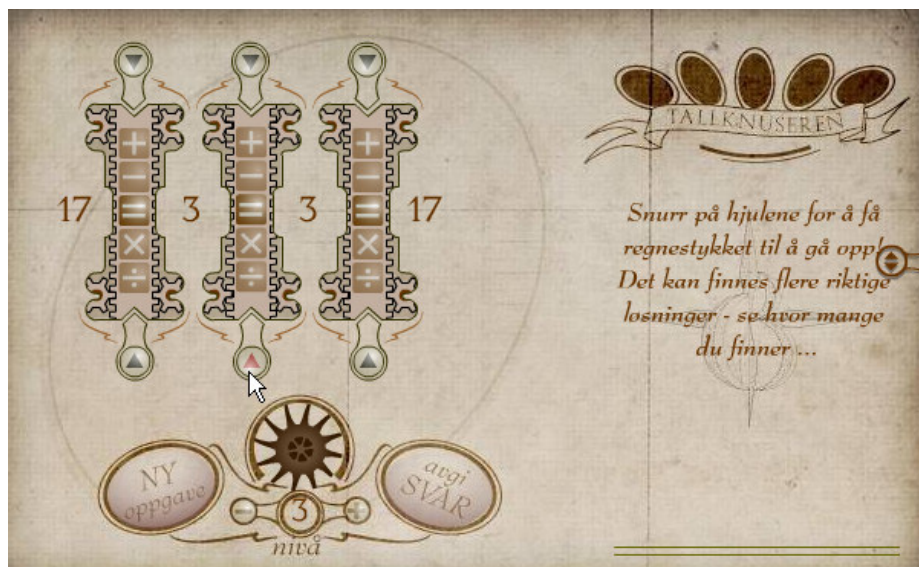 17 3 3 17
+ + +
− − −
= = =
× × ×
÷ ÷ ÷
NY
oppgave
3
nivå
avgi
SVAR
TALLKNUSEREN
Snurr på hjulene for å få
regnestykket til å gå opp!
Det kan finnes flere riktige
løsninger - se hvor mange
du finner ...